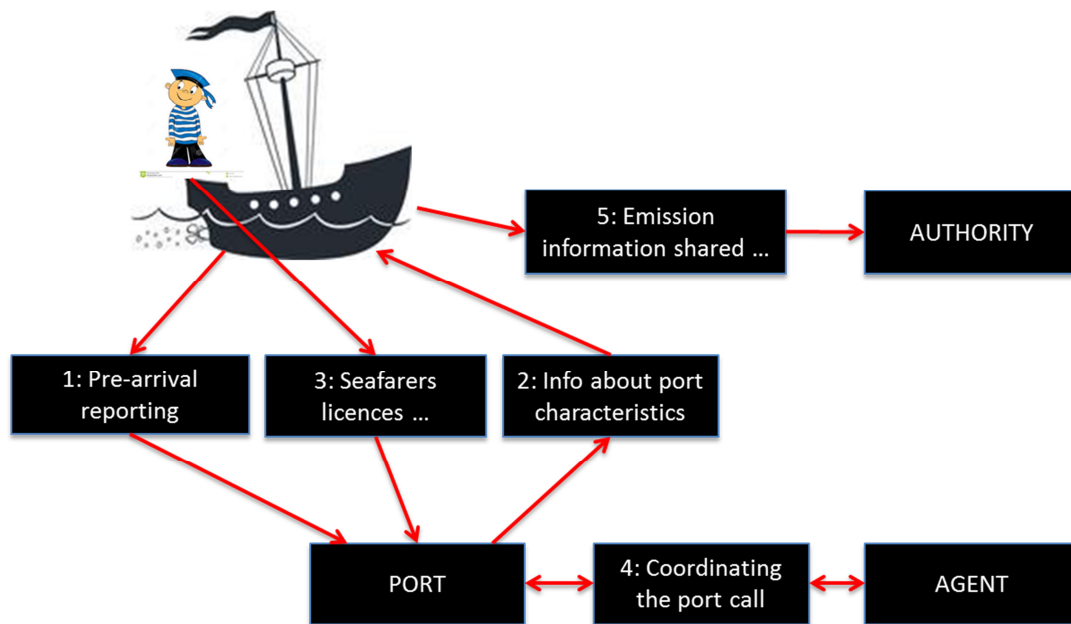 5: Emission
information shared ...
AUTHORITY
1: Pre-arrival
reporting
3: Seafarers
licences ...
2: Info about port
characteristics
PORT
4: Coordinating
the port call
AGENT